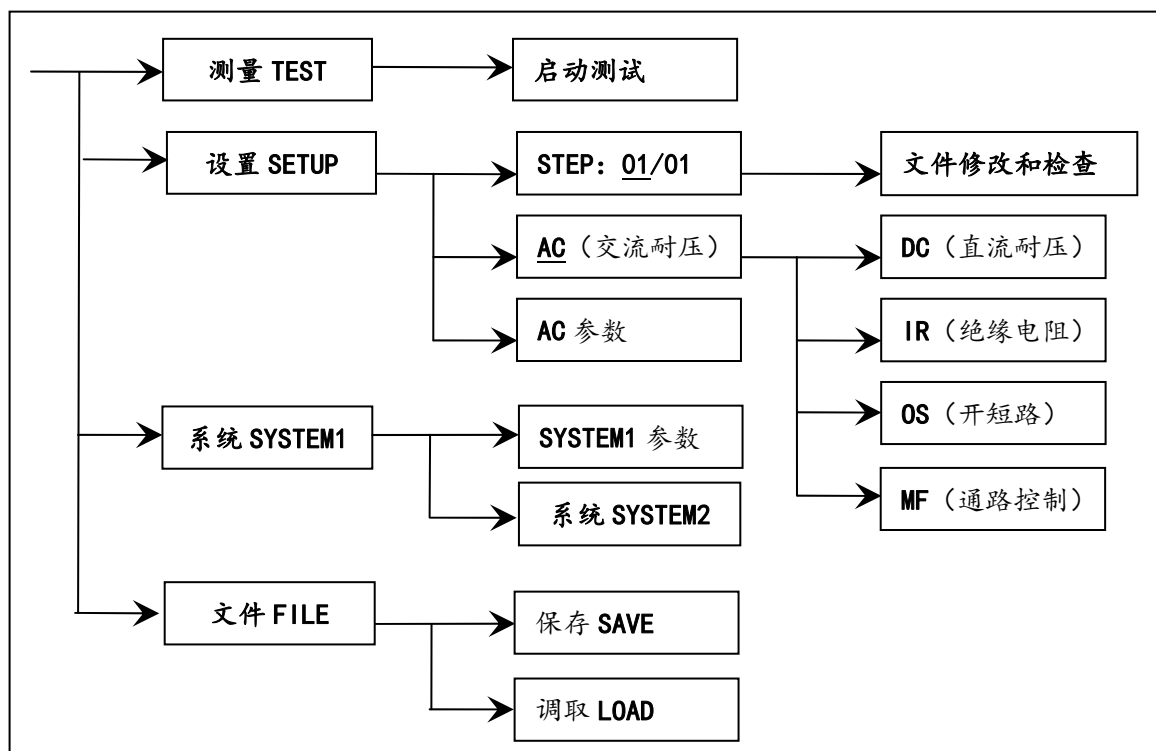 测量 TEST
启动测试
设置 SETUP
STEP: 01/01
文件修改和检查
AC（交流耐压）
DC（直流耐压）
AC 参数
IR（绝缘电阻）
OS（开短路）
系统 SYSTEM1
SYSTEM1 参数
MF（通路控制）
系统 SYSTEM2
文件 FILE
保存 SAVE
调取 LOAD